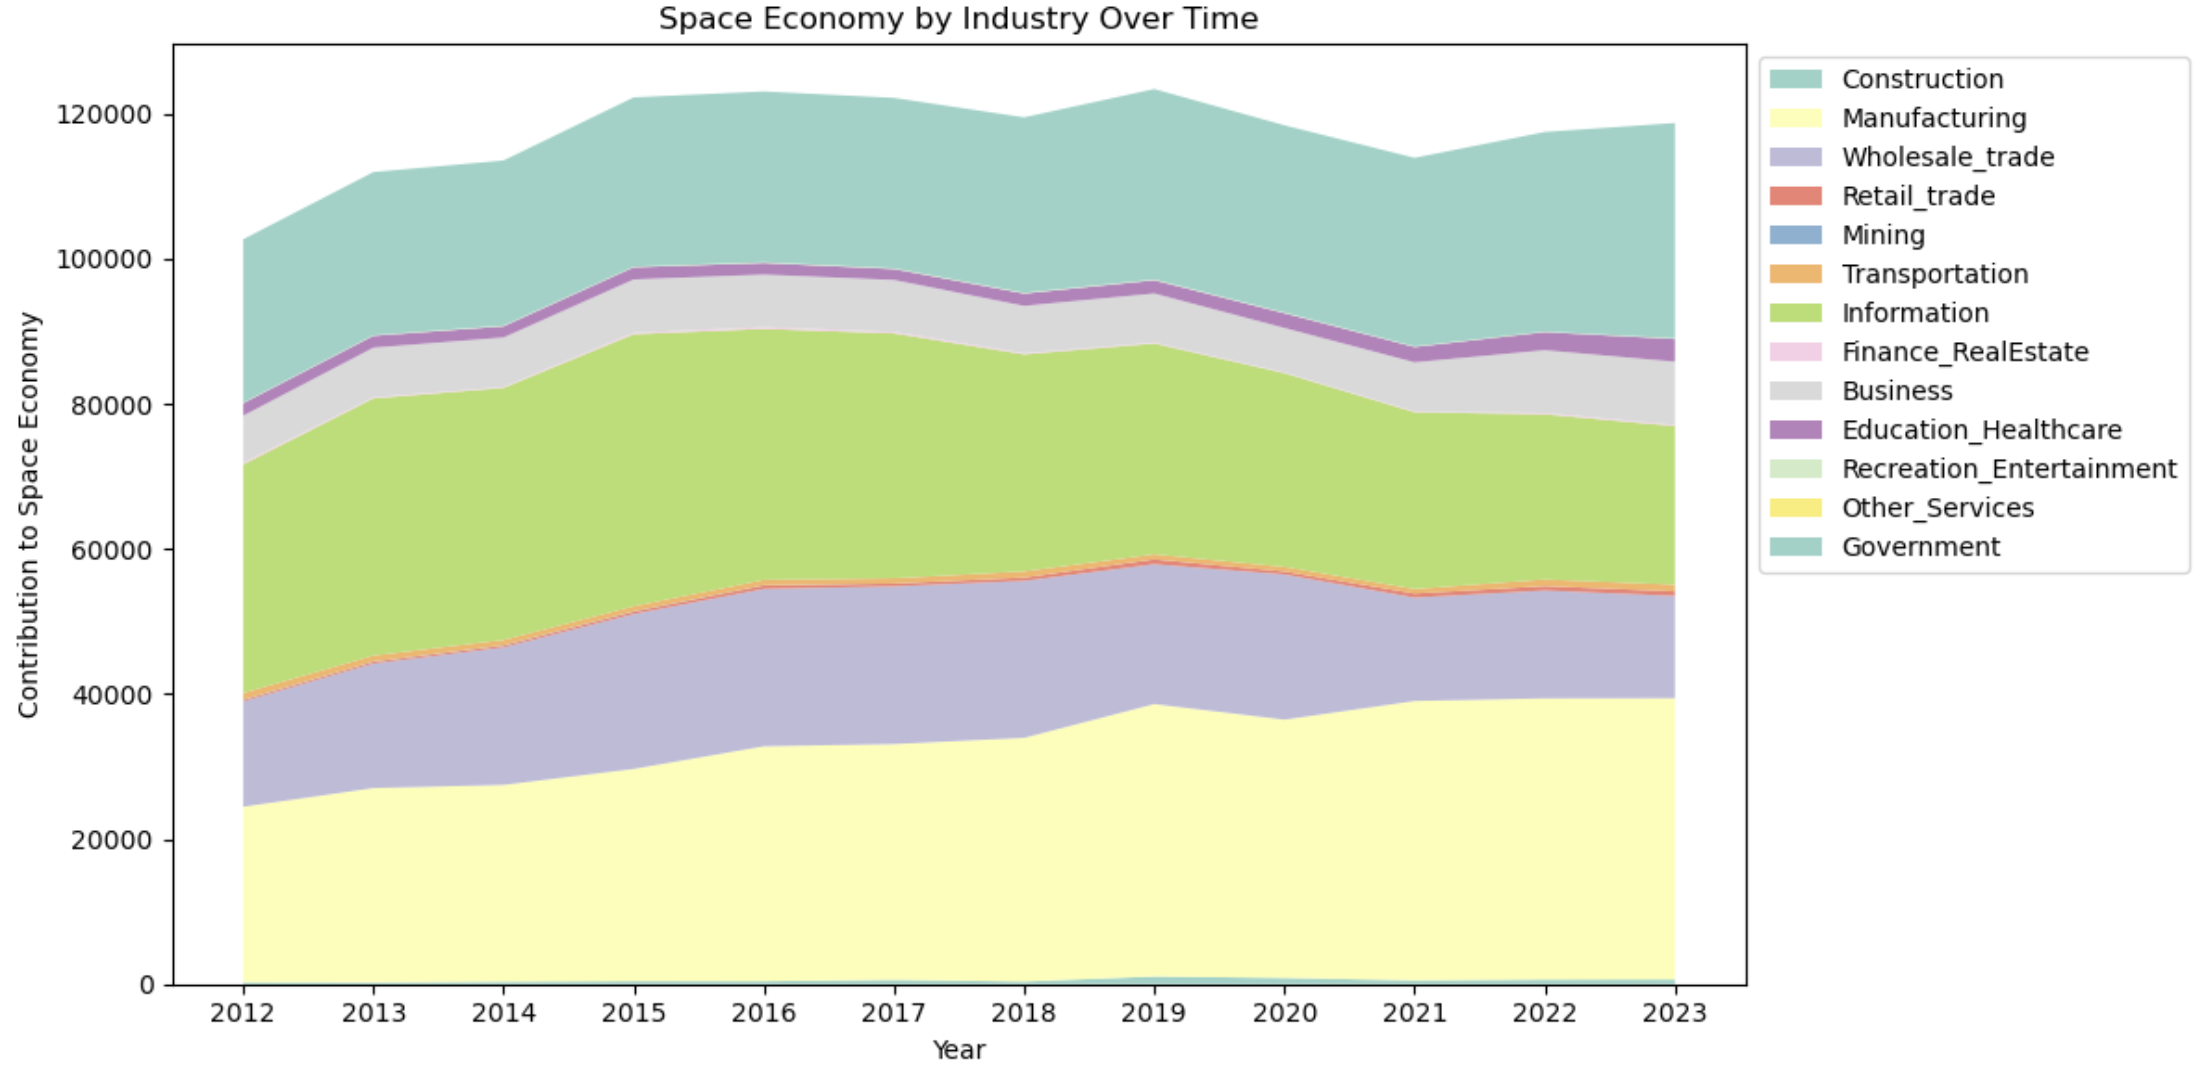 Space Economy by Industry Over Time
Contribution to Space Economy
120000
100000
80000
60000
40000
20000
0
2012 2013 2014 2015 2016 2017 2018 2019 2020 2021 2022 2023
Year
Construction
Manufacturing
Wholesale_trade
Retail_trade
Mining
Transportation
Information
Finance_RealEstate
Business
Education_Healthcare
Recreation_Entertainment
Other_Services
Government